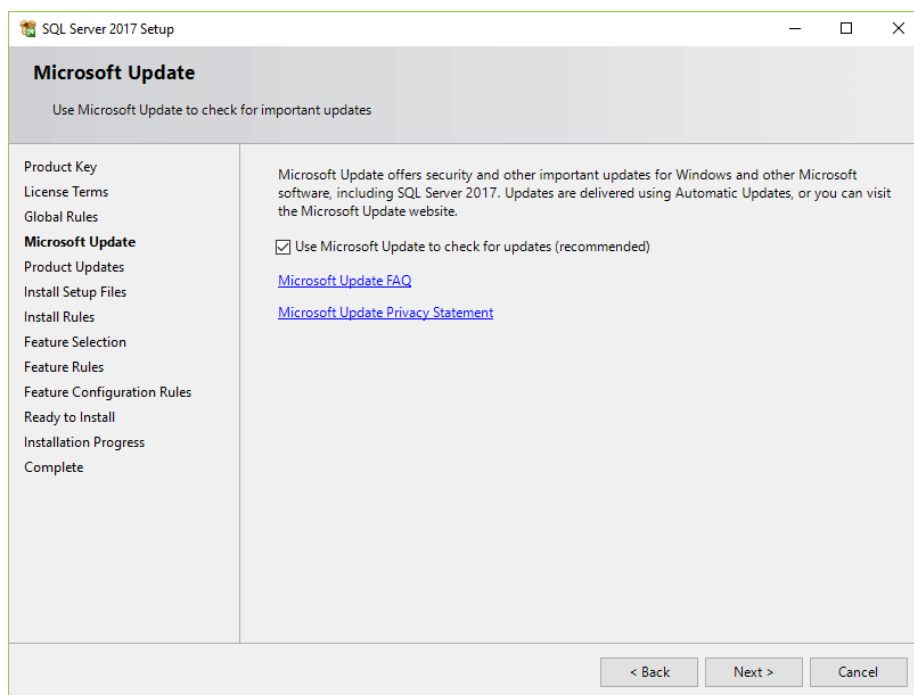 SQL Server 2017 Setup
Microsoft Update
Use Microsoft Update to check for important updates
Product Key
License Terms
Global Rules
Microsoft Update
Product Updates
Install Setup Files
Install Rules
Feature Selection
Feature Rules
Feature Configuration Rules
Ready to Install
Installation Progress
Complete
Microsoft Update offers security and other important updates for Windows and other Microsoft
software, including SQL Server 2017. Updates are delivered using Automatic Updates, or you can visit
the Microsoft Update website.
Use Microsoft Update to check for updates (recommended)
Microsoft Update FAQ
Microsoft Update Privacy Statement
< Back
Next >
Cancel